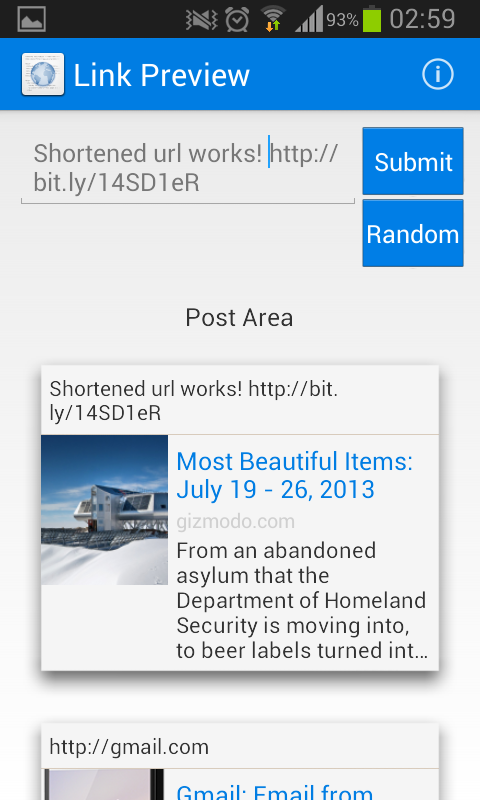 93% 02:59
Link Preview
Shortened url works! http://
bit.ly/14SD1eR
Submit
Random
Post Area
Shortened url works! http://bit.
ly/14SD1eR
Most Beautiful Items:
July 19 - 26, 2013
gizmodo.com
From an abandoned
asylum that the
Department of Homeland
Security is moving into,
to beer labels turned int...
http://gmail.com
Gmail: Email from